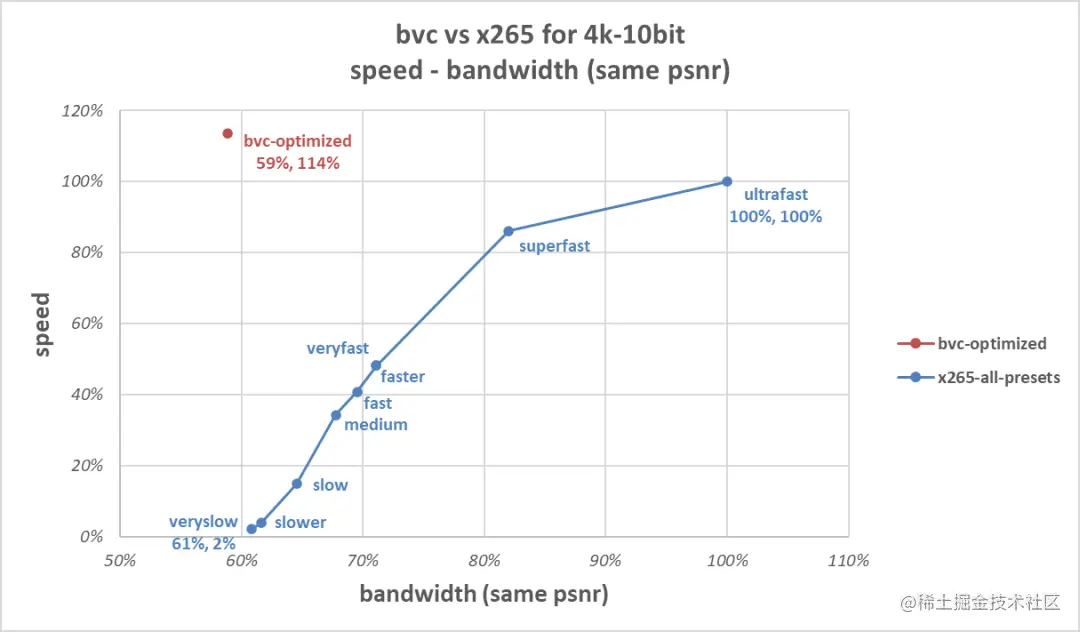 bvc vs x265 for 4k-10bit
speed - bandwidth (same psnr)
120%
100%
80%
60%
40%
20%
0%
speed
bvc-optimized
59%, 114%
ultrafast
100%, 100%
superfast
veryfast
faster
fast
medium
slow
slower
veryslow
61%, 2%
50%
60%
70%
80%
90%
100%
110%
bandwidth (same psnr)
bvc-optimized
x265-all-presets
@稀土掘金技术社区